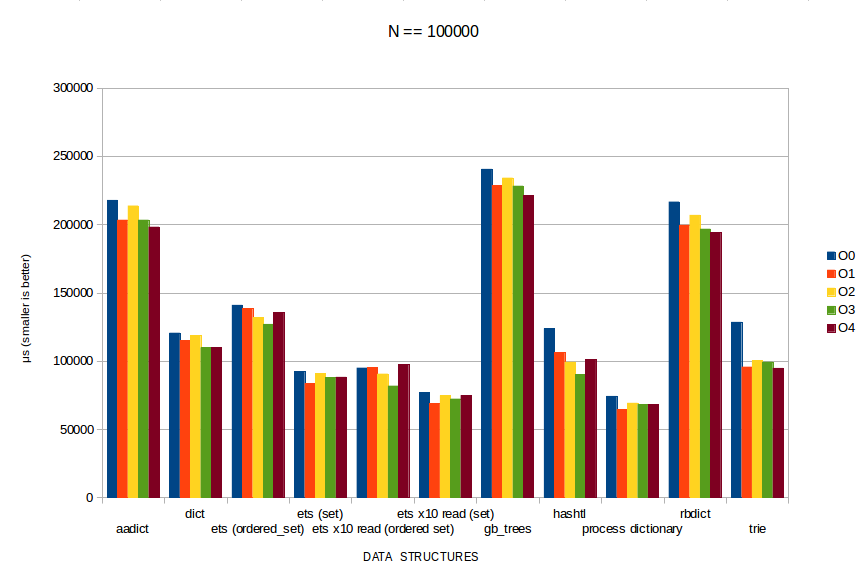 N == 100000
300000
250000
200000
150000
100000
50000
0
µs (smaller is better)
O0
O1
O2
O3
O4
dict
ets (set)
ets x10 read (set)
hashtl
rbdict
aadict
ets (ordered_set)
ets x10 read (ordered set)
gb_trees
process dictionary
trie
DATA STRUCTURES